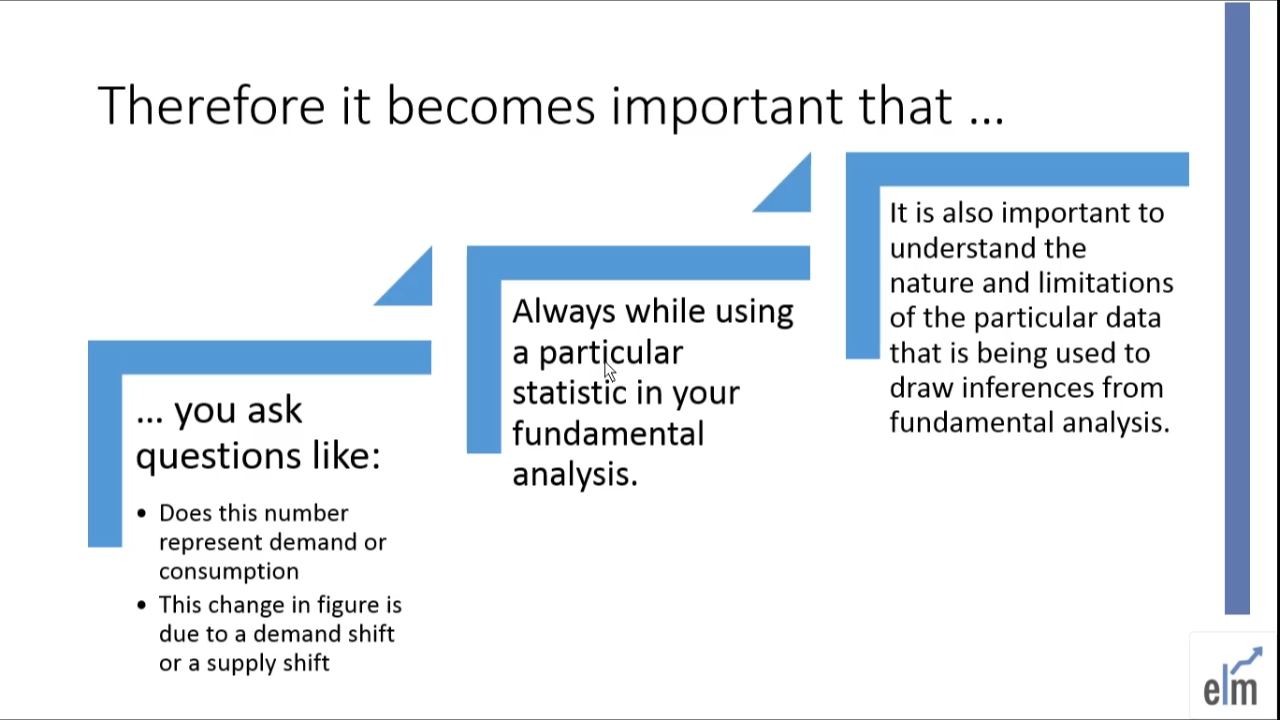 Therefore it becomes important that ...
... you ask
questions like:
• Does this number
represent demand or
consumption
• This change in figure is
due to a demand shift
or a supply shift
Always while using
a particular
statistic in your
fundamental
analysis.
It is also important to
understand the
nature and limitations
of the particular data
that is being used to
draw inferences from
fundamental analysis.
elm